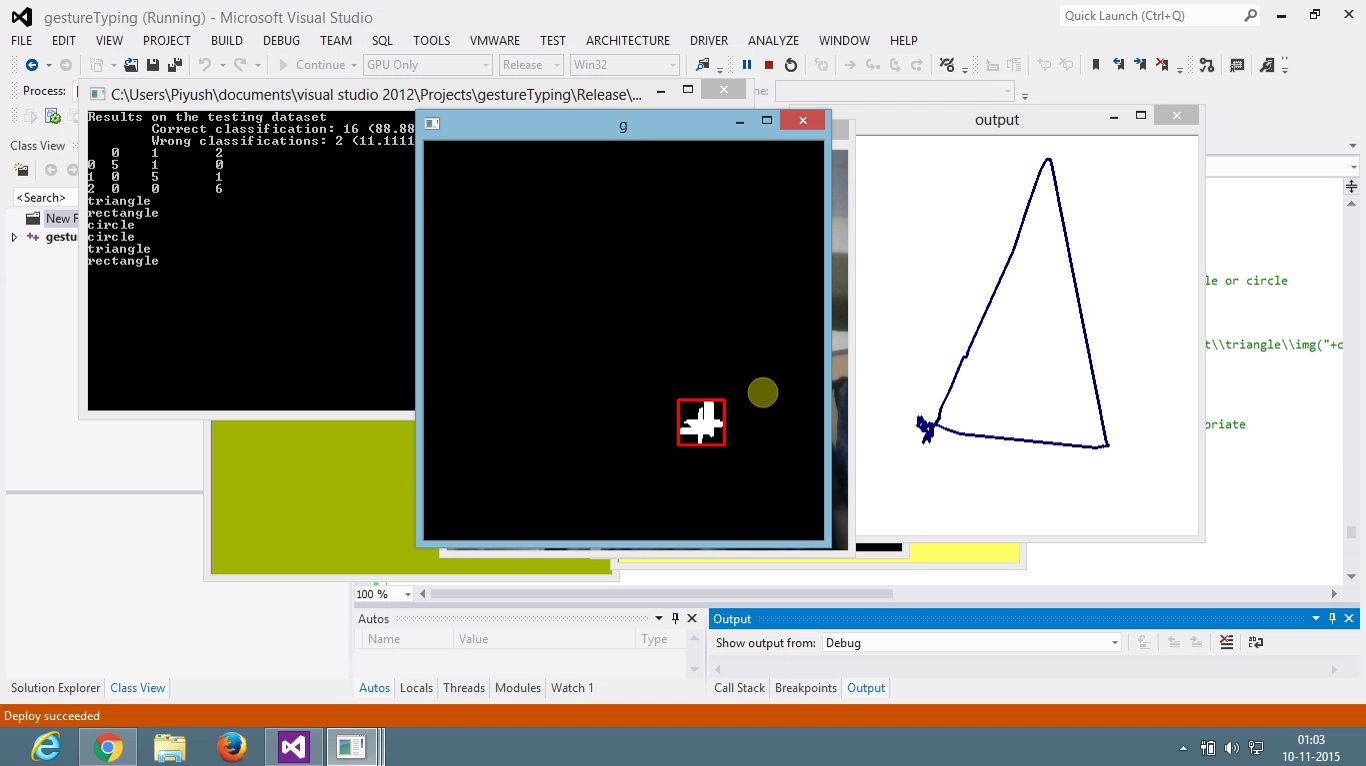 gestureTyping (Running) - Microsoft Visual Studio
Quick Launch (Ctrl+Q)
FILE EDIT VIEW PROJECT BUILD DEBUG TEAM SQL TOOLS VMWARE TEST ARCHITECTURE DRIVER ANALYZE WINDOW HELP
Continue GPU Only Release Win32
Process:
C:\Users\Piyush\documents\visual studio 2012\Projects\gestureTyping\Release\...
me:
Class View
<Search>
New F
gestu
Results on the testing dataset
Correct classification: 16 (88.88
Wrong classifications: 2 (11.1111
0 1 2
0 5 1 0
1 0 5 1
2 0 0 6
triangle
rectangle
circle
circle
triangle
rectangle
g
output
le or circle
t\\triangle\\img("+c
priate
100 %
Autos
Name Value Type
Output
Show output from: Debug
Solution Explorer Class View
Autos Locals Threads Modules Watch 1
Call Stack Breakpoints Output
Deploy succeeded
01:03
10-11-2015